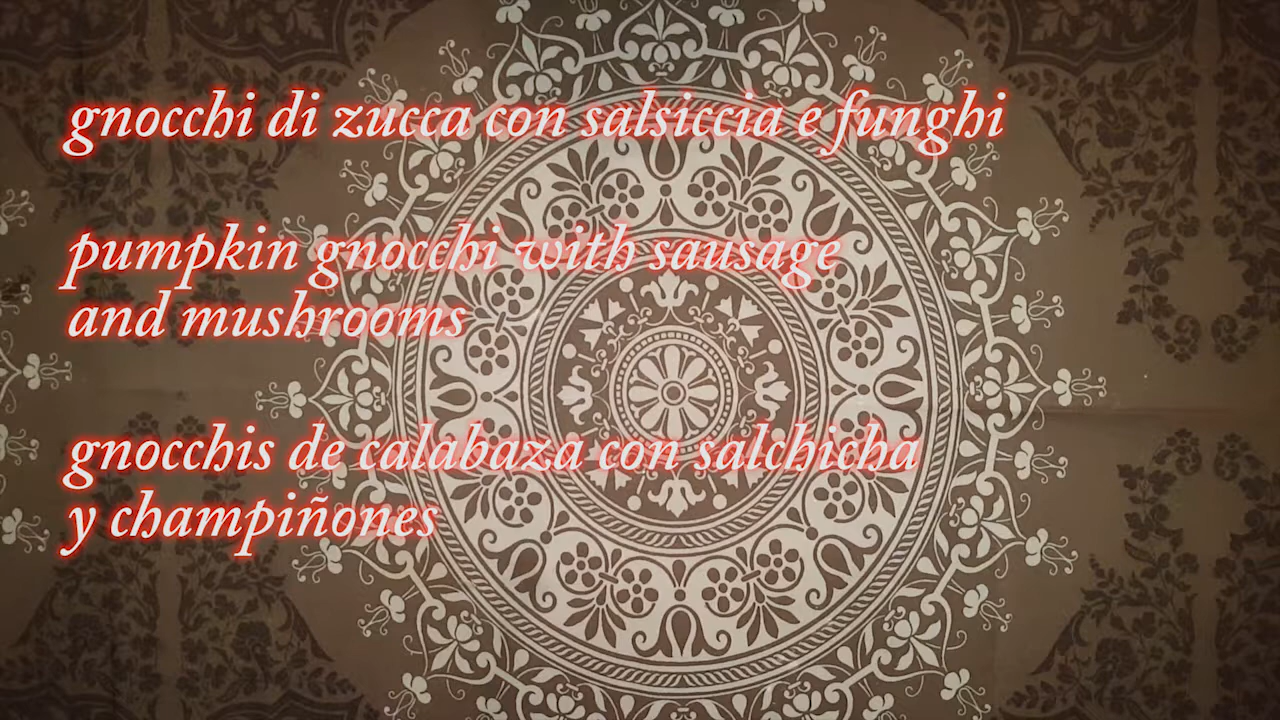 gnocchi di zucca con salsiccia e funghi
pumpkin gnocchi with sausage
and mushrooms
gnocchis de calabaza con salchicha
y champiñones